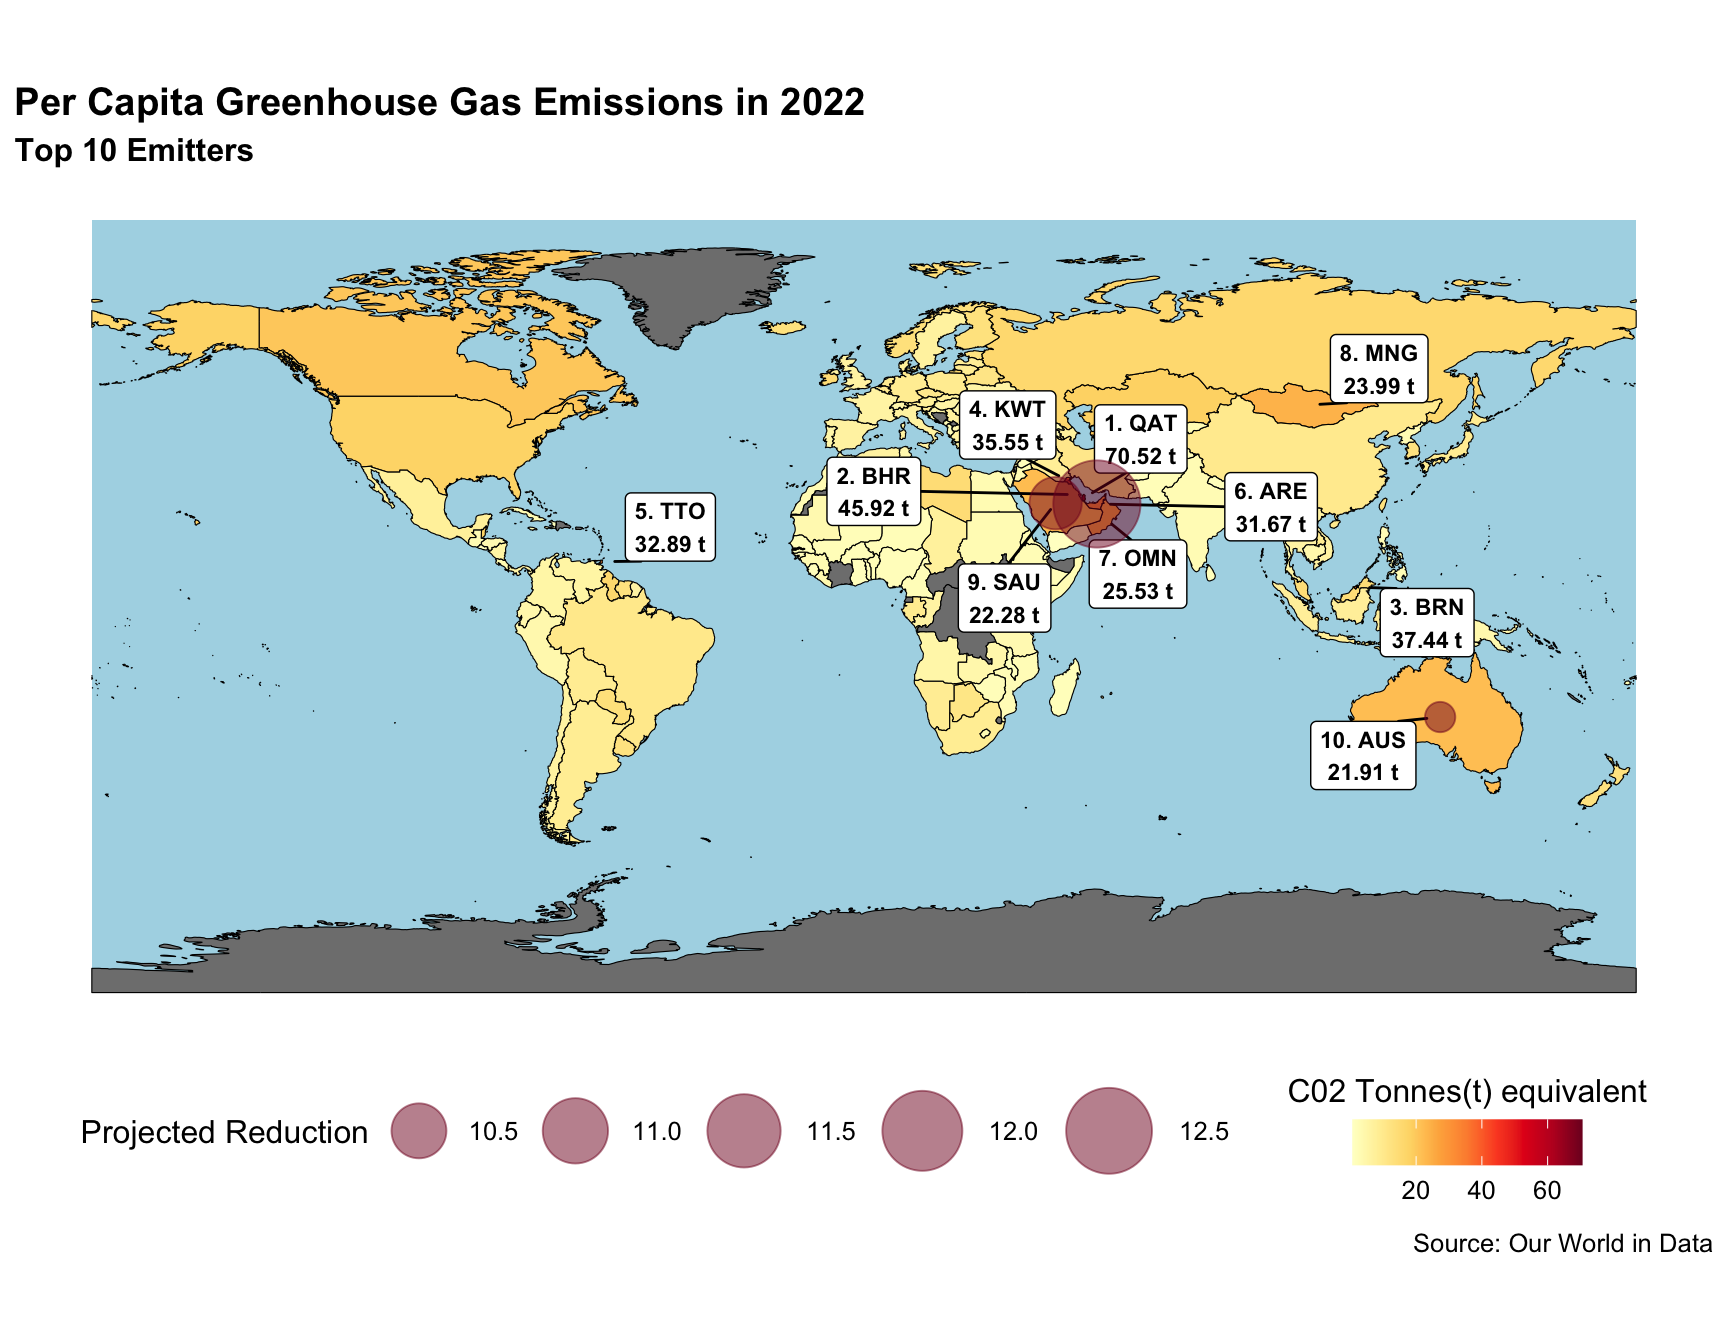 Per Capita Greenhouse Gas Emissions in 2022
Top 10 Emitters
8. MNG
23.99 t
4. KWT
35.55 t
1. QAT
70.52 t
2. BHR
45.92 t
6. ARE
31.67 t
5. TTO
32.89 t
7. OMN
25.53 t
9. SAU
22.28 t
3. BRN
37.44 t
10. AUS
21.91 t
Projected Reduction
10.5
11.0
11.5
12.0
12.5
C02 Tonnes(t) equivalent
20
40
60
Source: Our World in Data